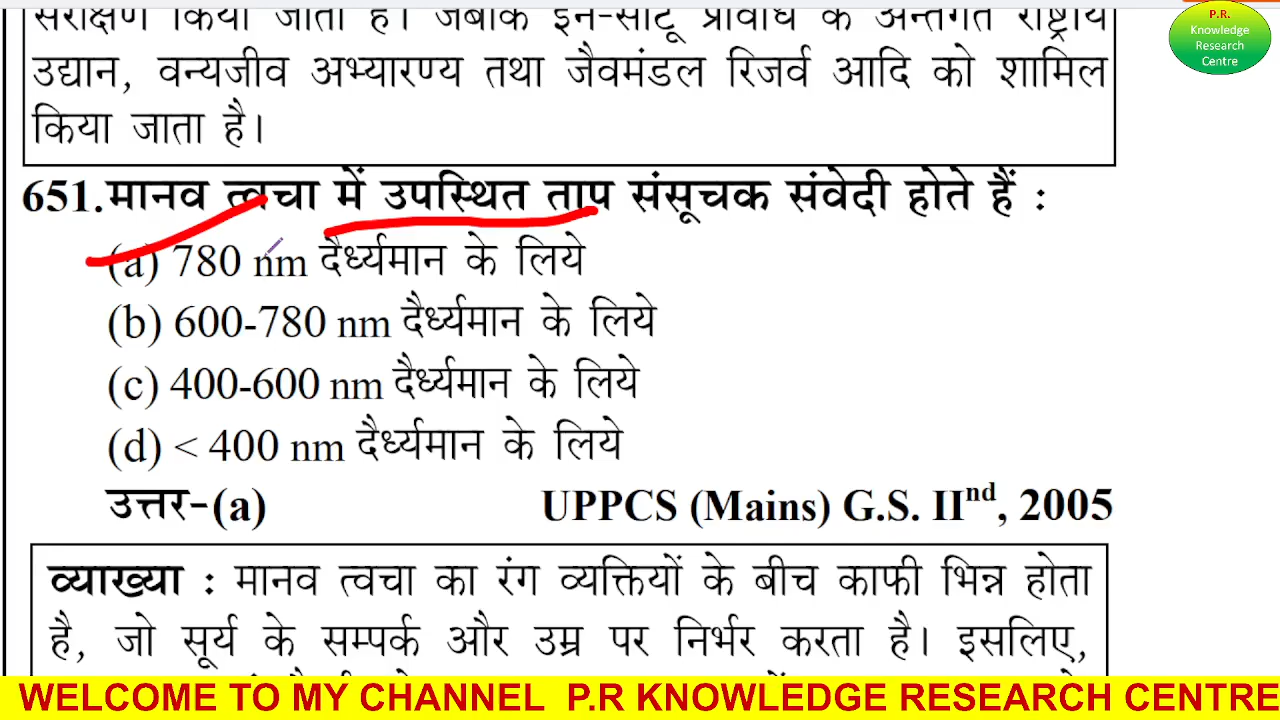 संरक्षण किया जाता है। जबकि इन-सीटू प्राविधि के अन्तर्गत राष्ट्रीय
उद्यान, वन्यजीव अभ्यारण्य तथा जैवमंडल रिजर्व आदि को शामिल
किया जाता है।
P.R.
Knowledge
Research
Centre
651. मानव त्वचा में उपस्थित ताप संसूचक संवेदी होते हैं :
(a) 780 nm दैर्ध्यमान के लिये
(b) 600-780 nm दैर्ध्यमान के लिये
(c) 400-600 nm दैर्ध्यमान के लिये
(d) < 400 nm दैर्ध्यमान के लिये
उत्तर-(a) UPPCS (Mains) G.S. IInd, 2005
व्याख्या : मानव त्वचा का रंग व्यक्तियों के बीच काफी भिन्न होता
है, जो सूर्य के सम्पर्क और उम्र पर निर्भर करता है। इसलिए,
WELCOME TO MY CHANNEL P.R KNOWLEDGE RESEARCH CENTRE